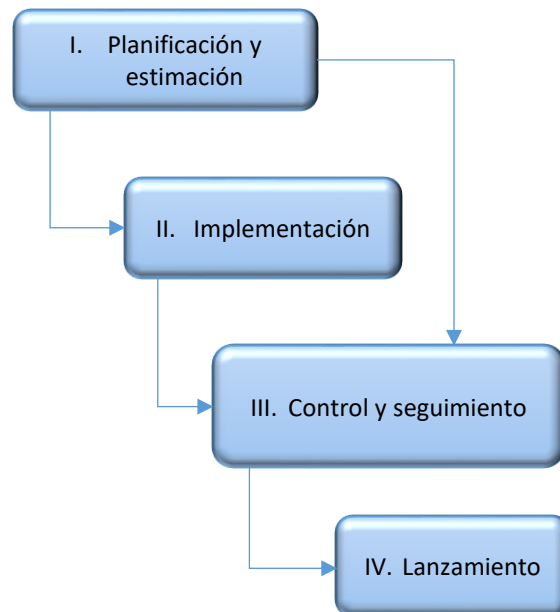 I. Planificación y
estimación
II. Implementación
III. Control y seguimiento
IV. Lanzamiento